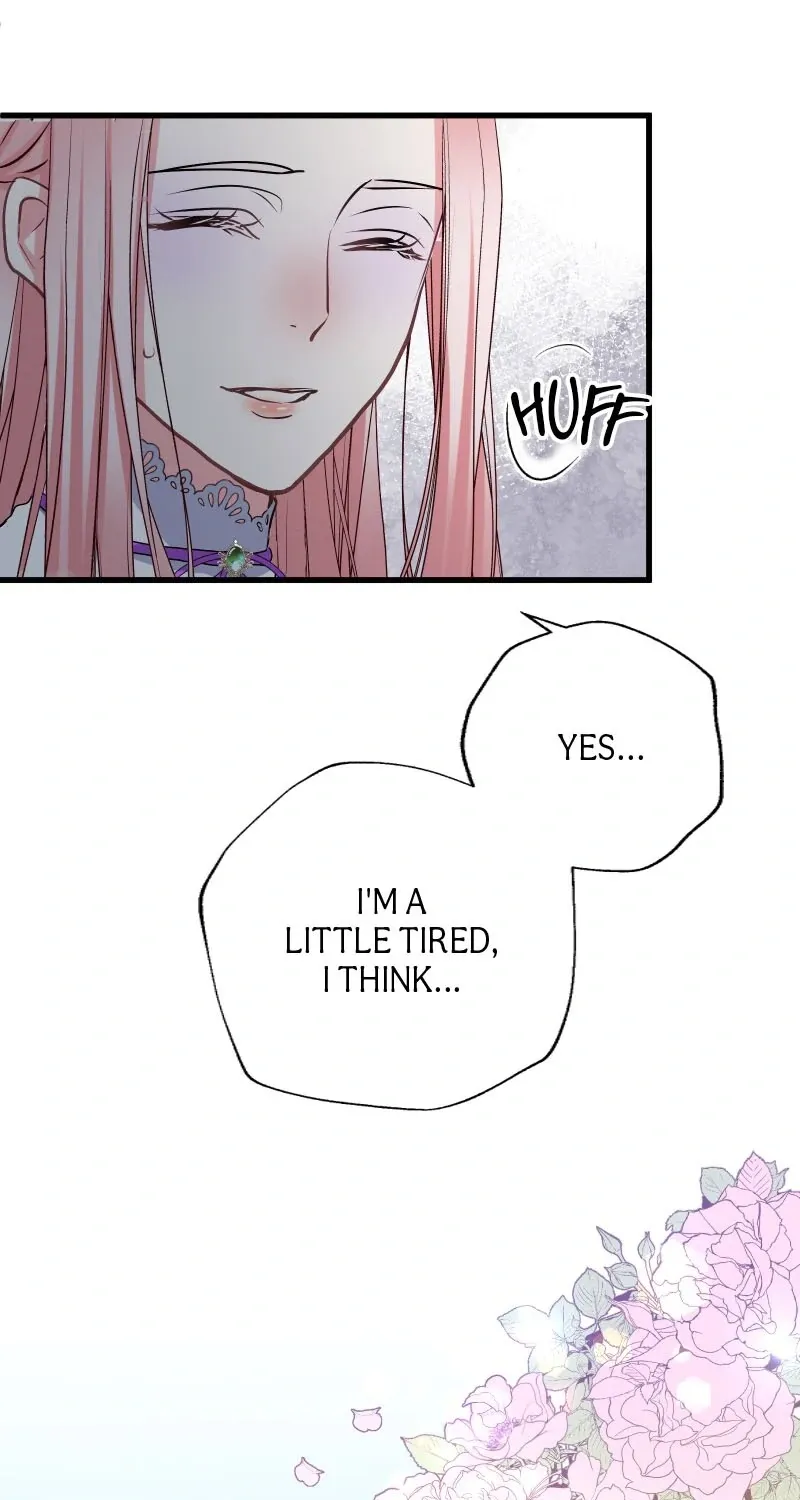 HUFF
YES...
I'M A
LITTLE TIRED,
I THINK...